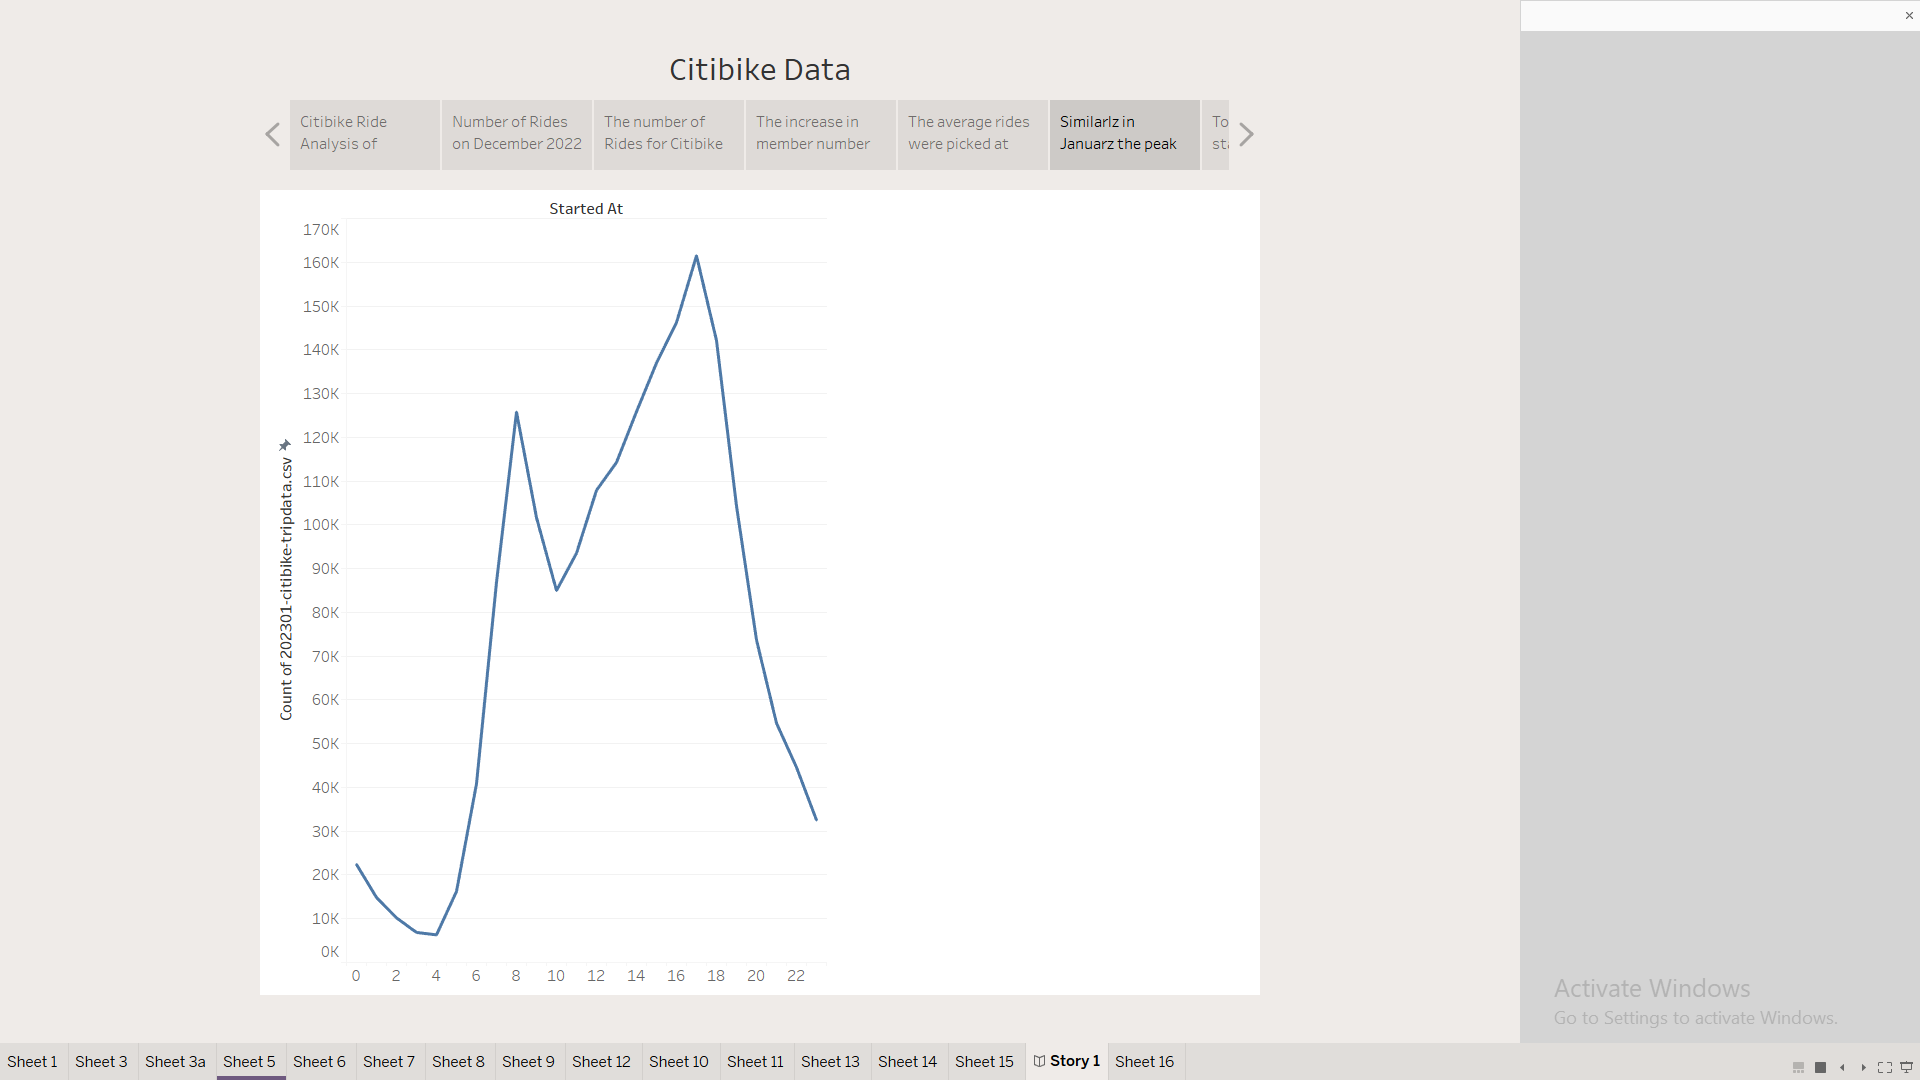 Citibike Data
Citibike Ride
Analysis of
Number of Rides
on December 2022
The number of
Rides for Citibike
The increase in
member number
The average rides
were picked at
Similarlz in
Januarz the peak
To
Started At
Count of 202301-citibike-tripdata.csv
170K
160K
150K
140K
130K
120K
110K
100K
90K
80K
70K
60K
50K
40K
30K
20K
10K
0K
0 2 4 6 8 10 12 14 16 18 20 22
Activate Windows
Go to Settings to activate Windows.
Sheet 1 Sheet 3 Sheet 3a Sheet 5 Sheet 6 Sheet 7 Sheet 8 Sheet 9 Sheet 12 Sheet 10 Sheet 11 Sheet 13 Sheet 14 Sheet 15 Story 1 Sheet 16